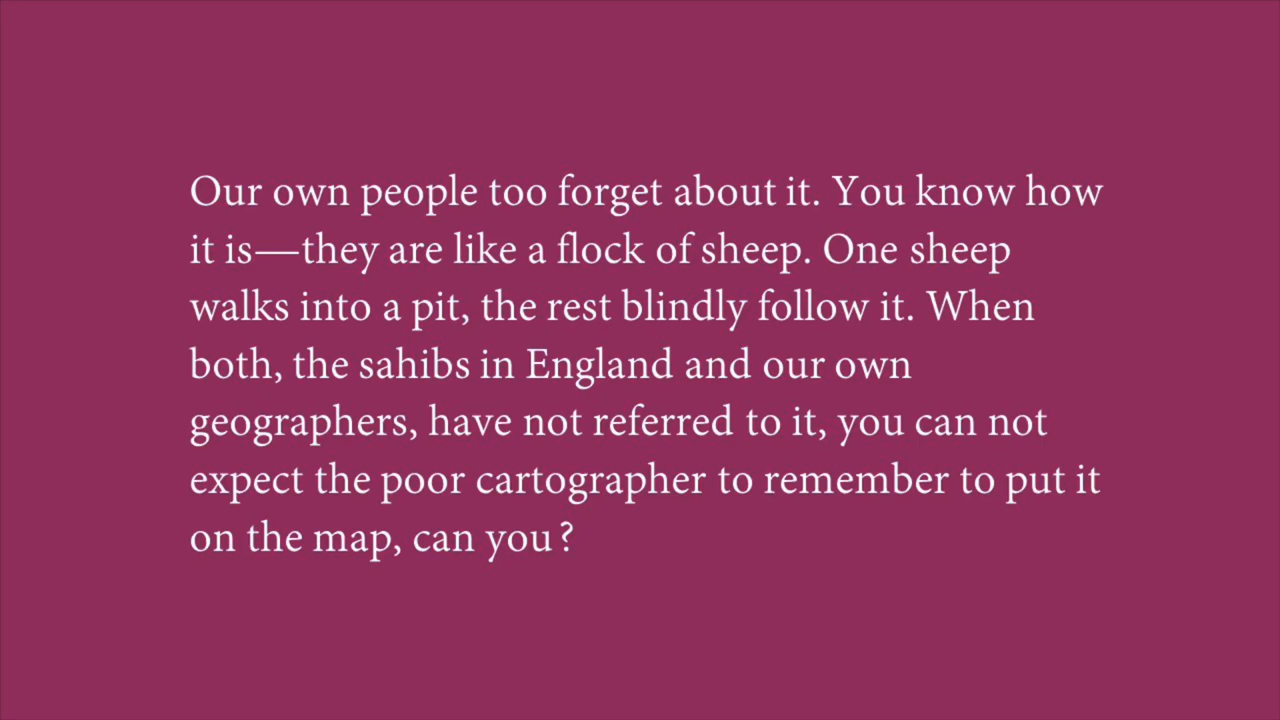 Our own people too forget about it. You know how
it is—they are like a flock of sheep. One sheep
walks into a pit, the rest blindly follow it. When
both, the sahibs in England and our own
geographers, have not referred to it, you can not
expect the poor cartographer to remember to put it
on the map, can you?